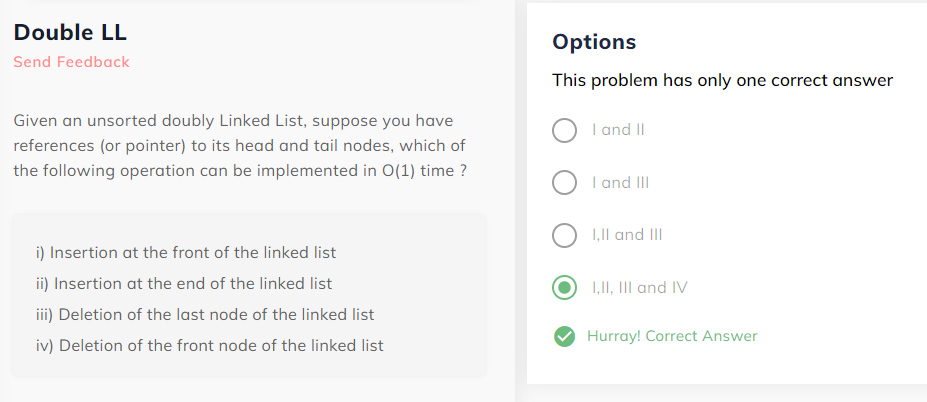 Double LL
Send Feedback
Given an unsorted doubly Linked List, suppose you have
references (or pointer) to its head and tail nodes, which of
the following operation can be implemented in O(1) time ?
i) Insertion at the front of the linked list
ii) Insertion at the end of the linked list
iii) Deletion of the last node of the linked list
iv) Deletion of the front node of the linked list
Options
This problem has only one correct answer
I and II
I and III
I,II and III
I,II, III and IV
Hurray! Correct Answer